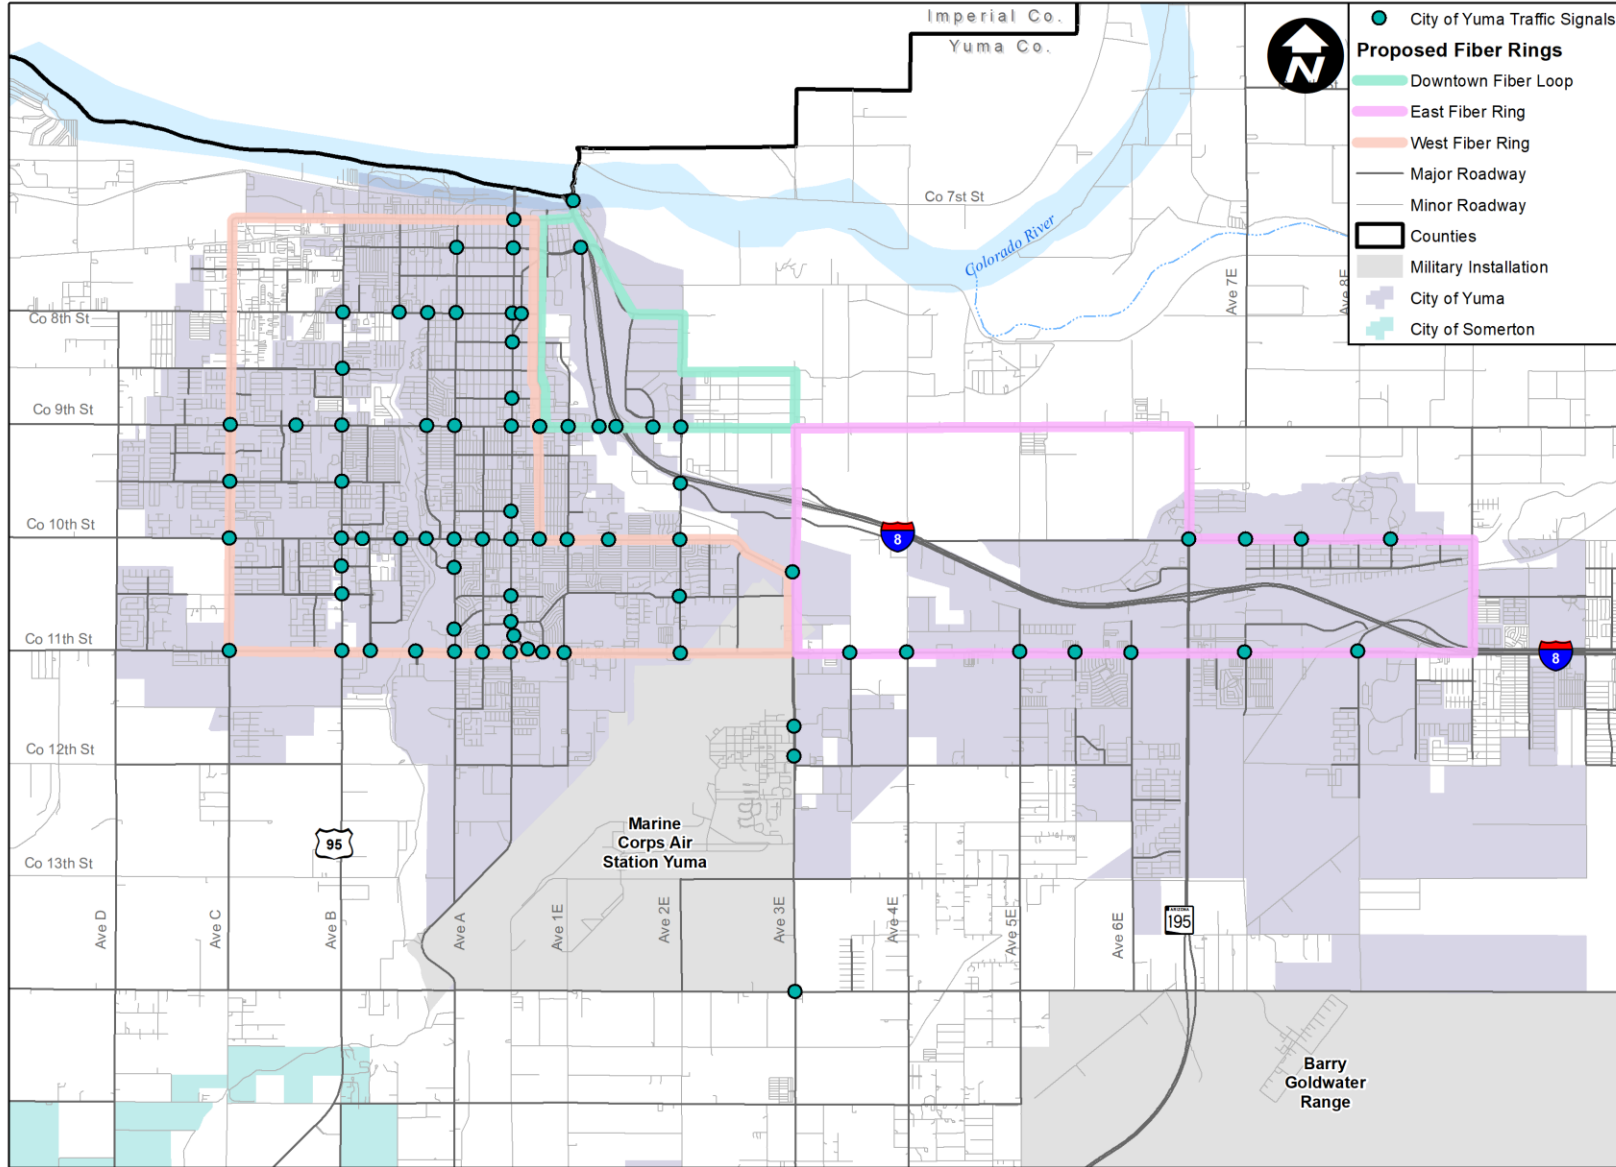 Imperial Co.
Yuma Co.
N
City of Yuma Traffic Signals
Proposed Fiber Rings
Downtown Fiber Loop
East Fiber Ring
West Fiber Ring
Major Roadway
Minor Roadway
Counties
Military Installation
City of Yuma
City of Somerton
Co 7st St
Colorado River
Ave 7E
Ave 8E
Co 8th St
Co 9th St
Co 10th St
8
Co 11th St
8
Co 12th St
Marine
Corps Air
Station Yuma
95
Co 13th St
Ave D
Ave C
Ave B
Ave A
Ave 1E
Ave 2E
Ave 3E
Ave 4E
Ave 5E
Ave 6E
ARIZONA
195
Barry
Goldwater
Range